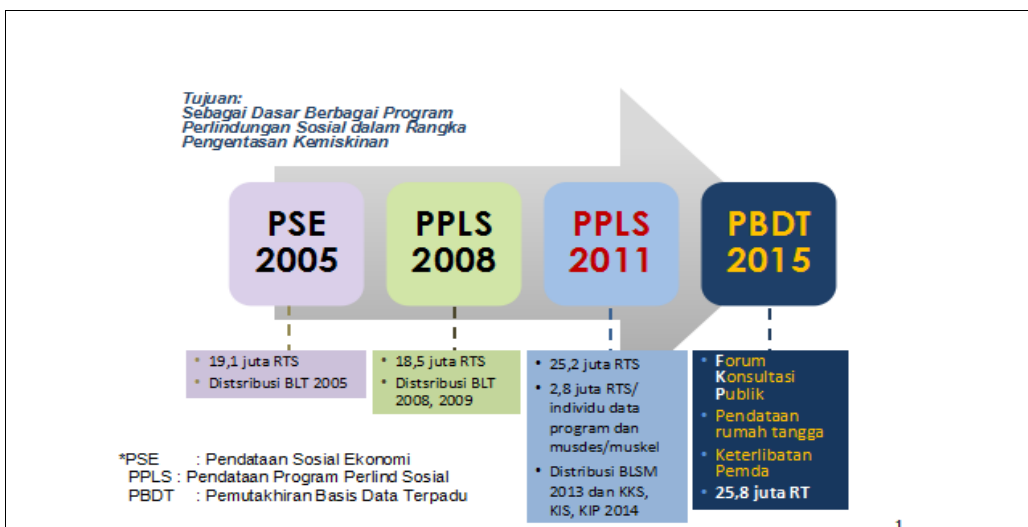 Tujuan:
Sebagai Dasar Berbagai Program
Perlindungan Sosial dalam Rangka
Pengentasan Kemiskinan
PSE
2005
PPLS
2008
PPLS
2011
PBDT
2015
• 19,1 juta RTS
• Distsribusi BLT 2005
• 18,5 juta RTS
• Distsribusi BLT
2008, 2009
• 25,2 juta RTS
• 2,8 juta RTS/
individu data
program dan
musdes/muskel
• Distribusi BLSM
2013 dan KKS,
KIS, KIP 2014
• Forum
Konsultasi
Publik
• Pendataan
rumah tangga
• Keterlibatan
Pemda
• 25,8 juta RT
*PSE : Pendataan Sosial Ekonomi
PPLS : Pendataan Program Perlind Sosial
PBDT : Pemutakhiran Basis Data Terpadu
1